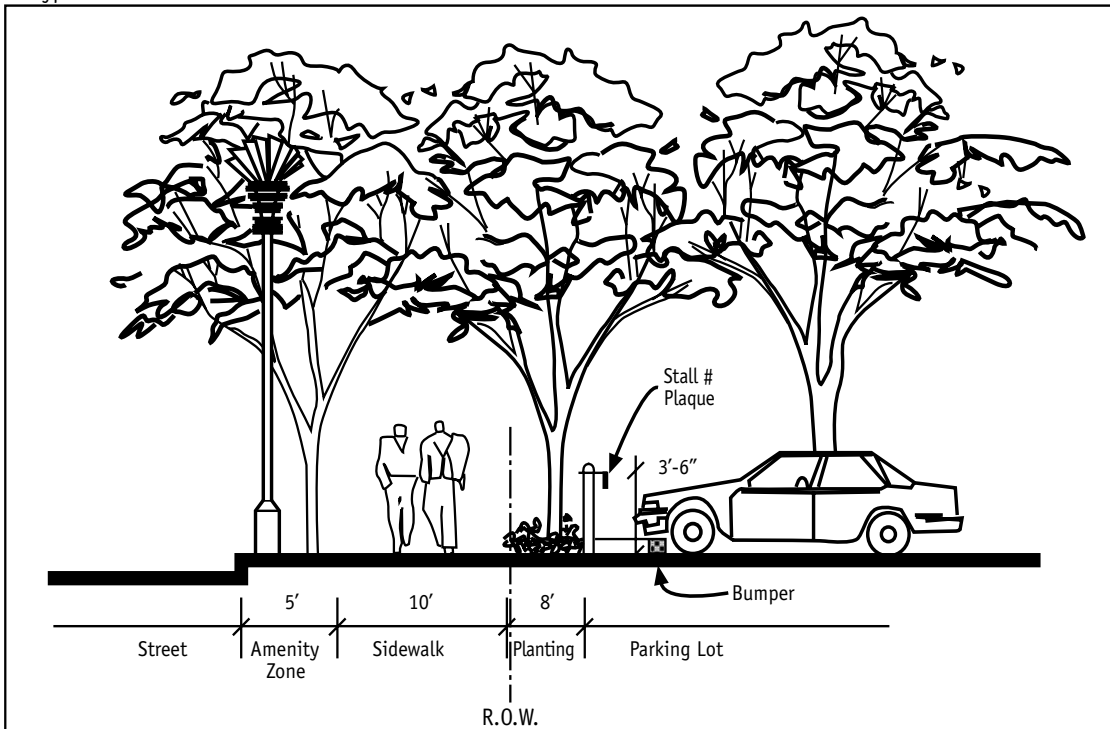 Stall #
Plaque
3'-6"
Bumper
5' 10' 8'
Street Amenity Zone Sidewalk Planting Parking Lot
R.O.W.